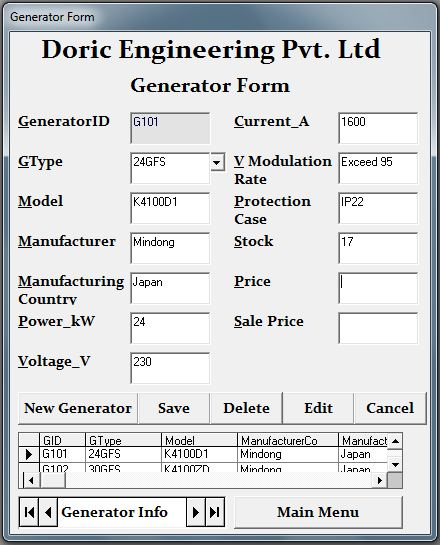 Generator Form
Doric Engineering Pvt. Ltd
Generator Form
GeneratorID G101 Current_A 1600
GType 24GFS V Modulation Rate Exceed 95
Model K4100D1 Protection Case IP22
Manufacturer Mindong Stock 17
Manufacturing Country Japan Price
Power_kW 24 Sale Price
Voltage_V 230
New Generator Save Delete Edit Cancel
GID GType Model ManufacturerCo Manufact
G101 24GFS K4100D1 Mindong Japan
G102 30GFS K4100ZD Mindong Japan
Generator Info Main Menu